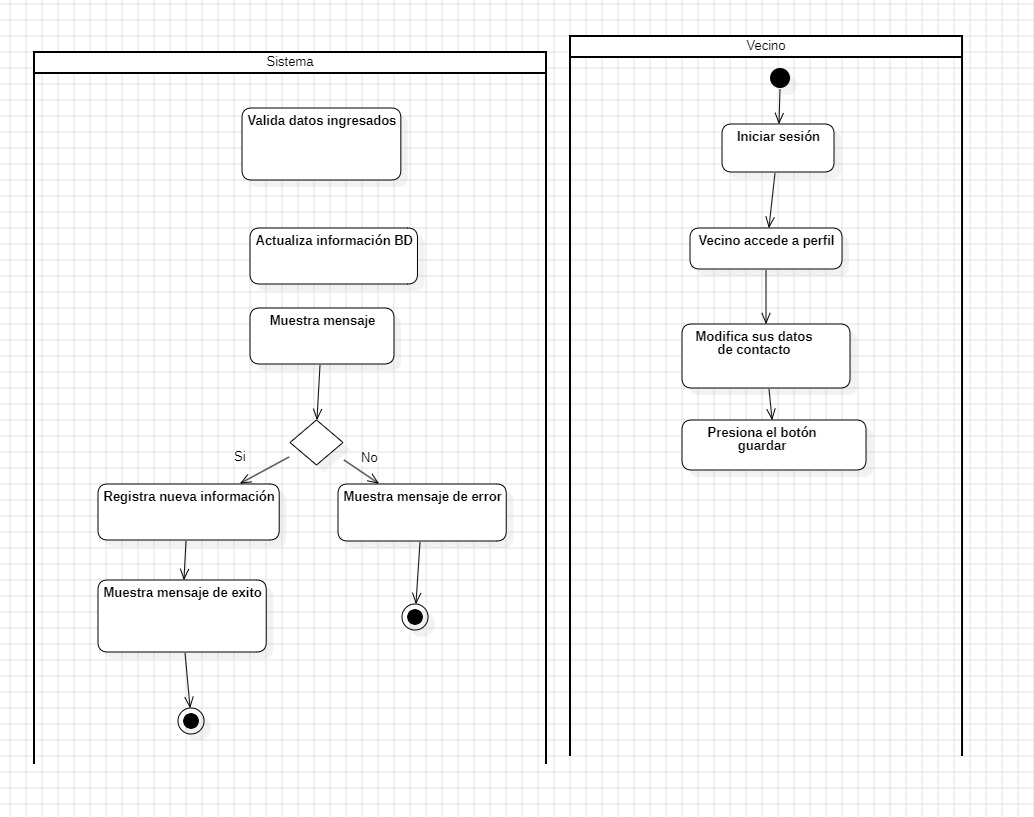 Sistema
Valida datos ingresados
Actualiza información BD
Muestra mensaje
Si
No
Registra nueva información
Muestra mensaje de error
Muestra mensaje de exito
Vecino
Iniciar sesión
Vecino accede a perfil
Modifica sus datos
de contacto
Presiona el botón
guardar